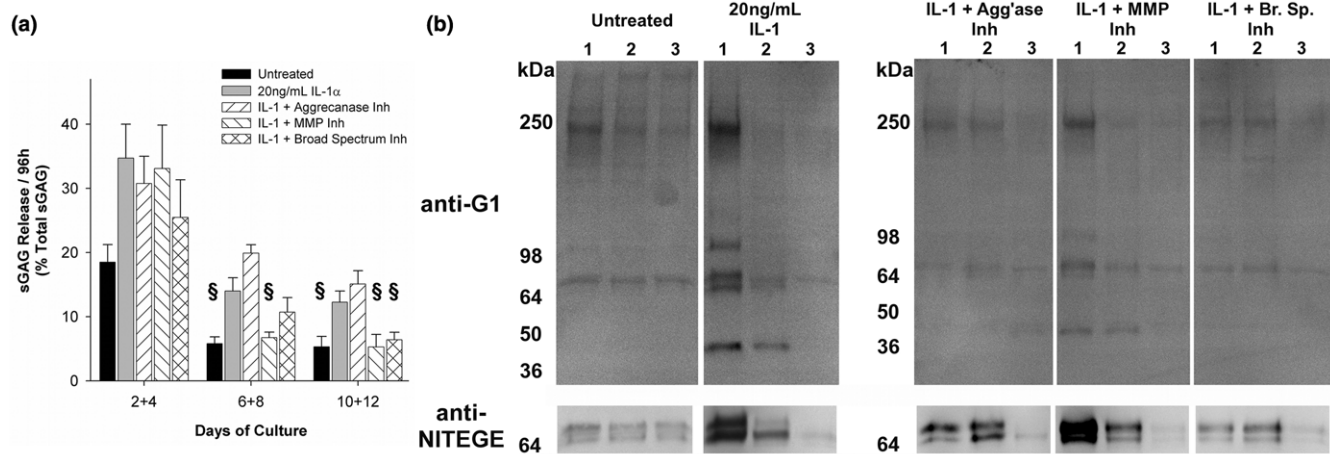 (a)
sGAG Release / 96h
(% Total sGAG)
40
30
20
10
0
Untreated
20ng/mL IL-1α
IL-1 + Aggrecanase Inh
IL-1 + MMP Inh
IL-1 + Broad Spectrum Inh
§
§
§
§ §
2+4
6+8
10+12
Days of Culture
(b)
Untreated
20ng/mL
IL-1
IL-1 + Agg'ase
Inh
IL-1 + MMP
Inh
IL-1 + Br. Sp.
Inh
1 2 3
1 2 3
1 2 3
1 2 3
1 2 3
kDa
250
98
64
50
36
kDa
250
98
64
50
36
anti-G1
anti-
NITEGE
64
64